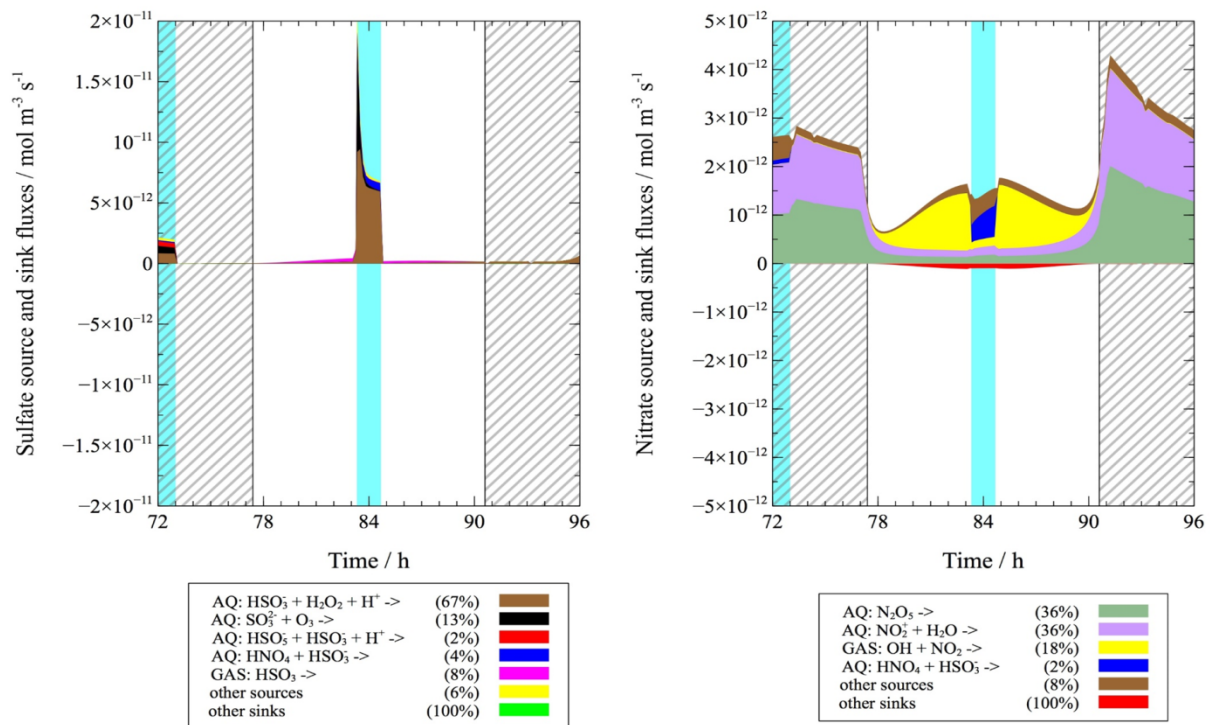 Sulfate source and sink fluxes / mol m⁻³ s⁻¹
2×10⁻¹¹
1.5×10⁻¹¹
1×10⁻¹¹
5×10⁻¹²
0
−5×10⁻¹²
−1×10⁻¹¹
−1.5×10⁻¹¹
−2×10⁻¹¹
72 78 84 90 96
Time / h
AQ: HSO₃⁻ + H₂O₂ + H⁺ -> (67%)
AQ: SO₃²⁻ + O₃ -> (13%)
AQ: HSO₅⁻ + HSO₃⁻ + H⁺ -> (2%)
AQ: HNO₄ + HSO₃⁻ -> (4%)
GAS: HSO₃ -> (8%)
other sources (6%)
other sinks (100%)
Nitrate source and sink fluxes / mol m⁻³ s⁻¹
5×10⁻¹²
4×10⁻¹²
3×10⁻¹²
2×10⁻¹²
1×10⁻¹²
0
−1×10⁻¹²
−2×10⁻¹²
−3×10⁻¹²
−4×10⁻¹²
−5×10⁻¹²
72 78 84 90 96
Time / h
AQ: N₂O₅ -> (36%)
AQ: NO₂⁺ + H₂O -> (36%)
GAS: OH + NO₂ -> (18%)
AQ: HNO₄ + HSO₃⁻ -> (2%)
other sources (8%)
other sinks (100%)